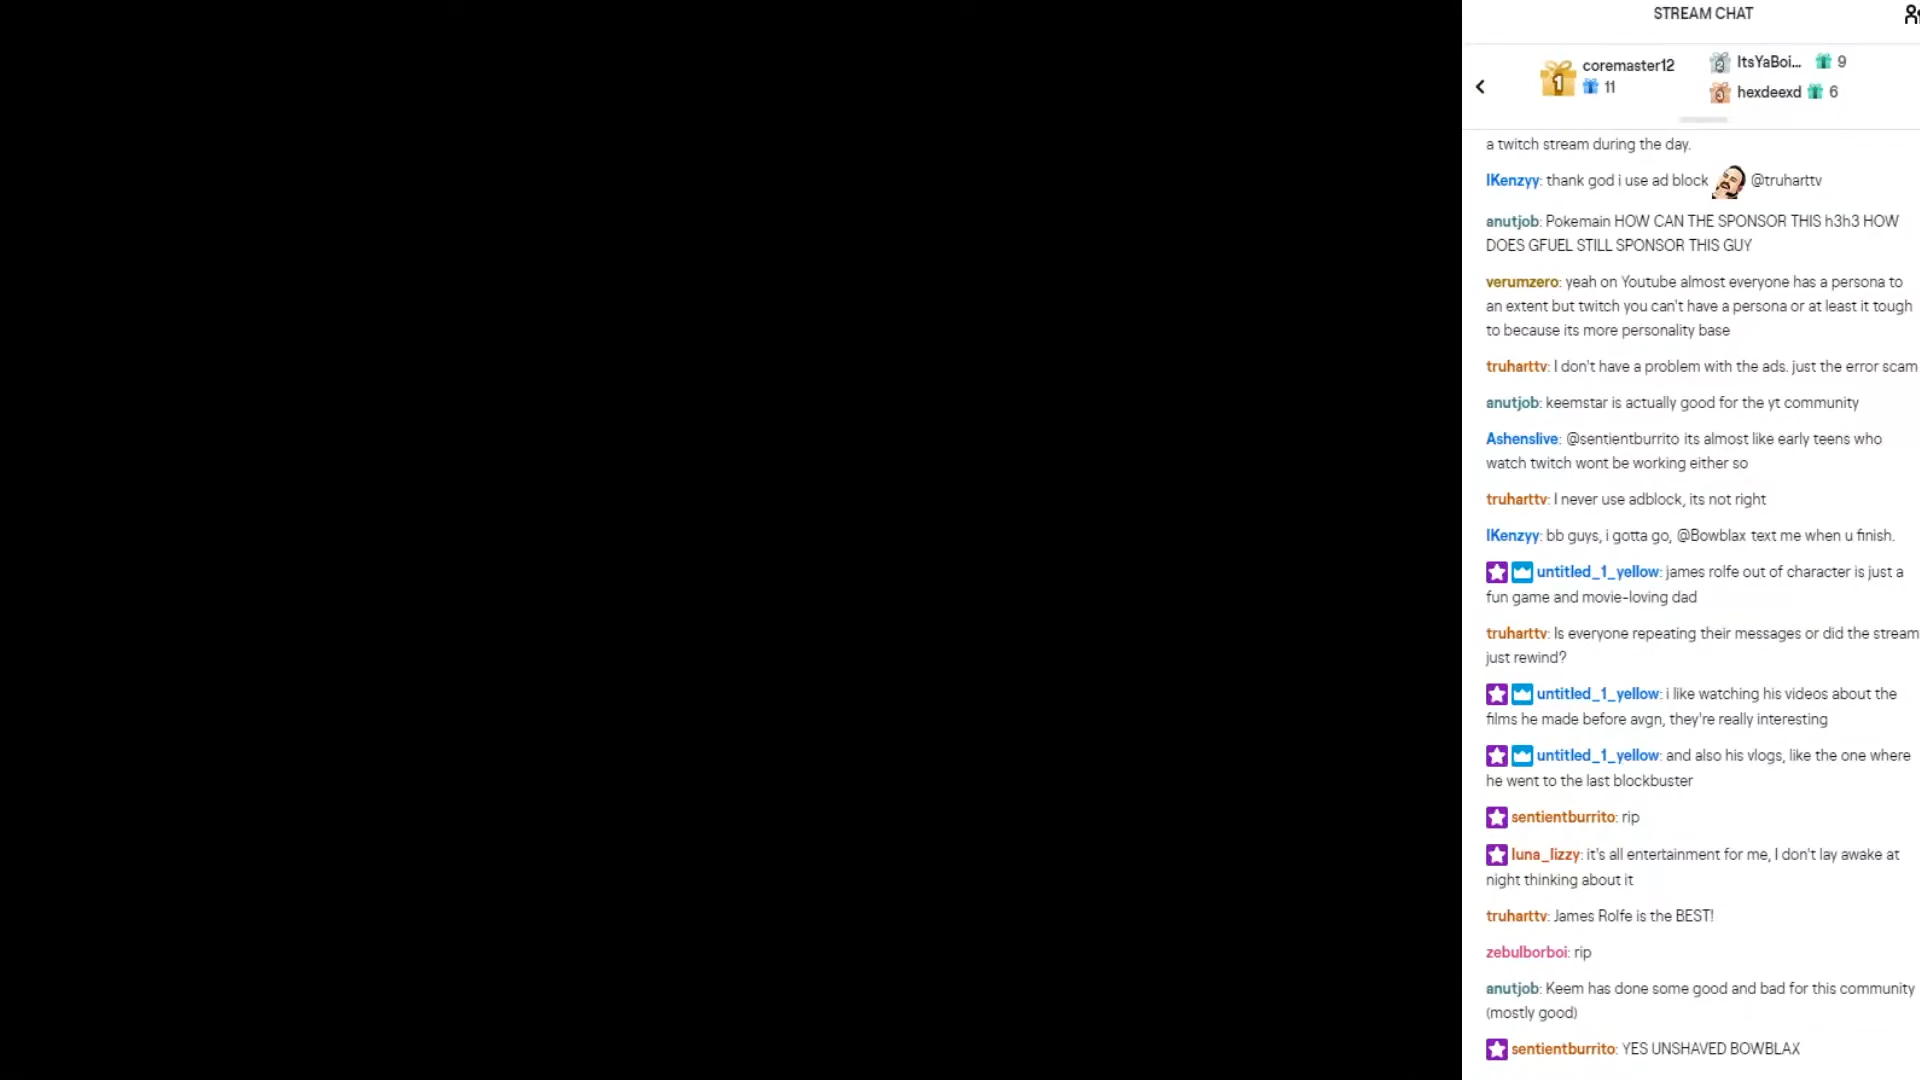 STREAM CHAT
1 coremaster12 11
2 ItsYaBoi... 9
3 hexdeexd 6
a twitch stream during the day.
IKenzyy: thank god i use ad block @truharttv
anutjob: Pokemain HOW CAN THE SPONSOR THIS h3h3 HOW
DOES GFUEL STILL SPONSOR THIS GUY
verumzero: yeah on Youtube almost everyone has a persona to
an extent but twitch you can't have a persona or at least it tough
to because its more personality base
truharttv: I don't have a problem with the ads. just the error scam
anutjob: keemstar is actually good for the yt community
Ashenslive: @sentientburrito its almost like early teens who
watch twitch wont be working either so
truharttv: I never use adblock, its not right
IKenzyy: bb guys, i gotta go, @Bowblax text me when u finish.
untitled_1_yellow: james rolfe out of character is just a
fun game and movie-loving dad
truharttv: Is everyone repeating their messages or did the stream
just rewind?
untitled_1_yellow: i like watching his videos about the
films he made before avgn, they're really interesting
untitled_1_yellow: and also his vlogs, like the one where
he went to the last blockbuster
sentientburrito: rip
luna_lizzy: it's all entertainment for me, I don't lay awake at
night thinking about it
truharttv: James Rolfe is the BEST!
zebulborboi: rip
anutjob: Keem has done some good and bad for this community
(mostly good)
sentientburrito: YES UNSHAVED BOWBLAX